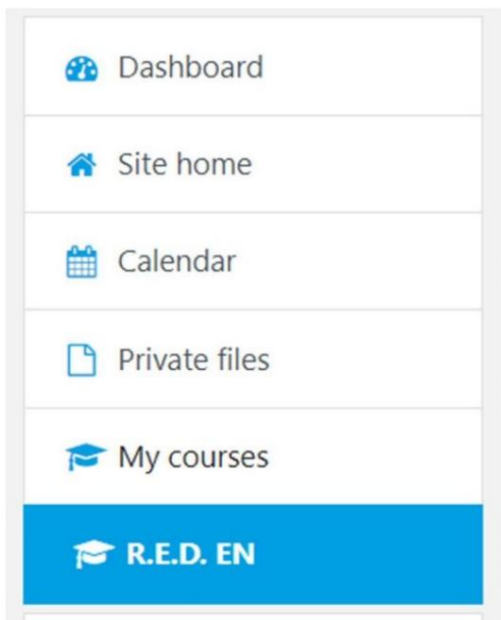 Dashboard
Site home
Calendar
Private files
My courses
R.E.D. EN